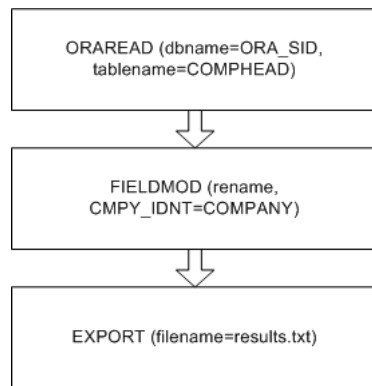 ORAREAD (dbname=ORA_SID,
tablename=COMPHEAD)
FIELDMOD (rename,
CMPY_IDNT=COMPANY)
EXPORT (filename=results.txt)